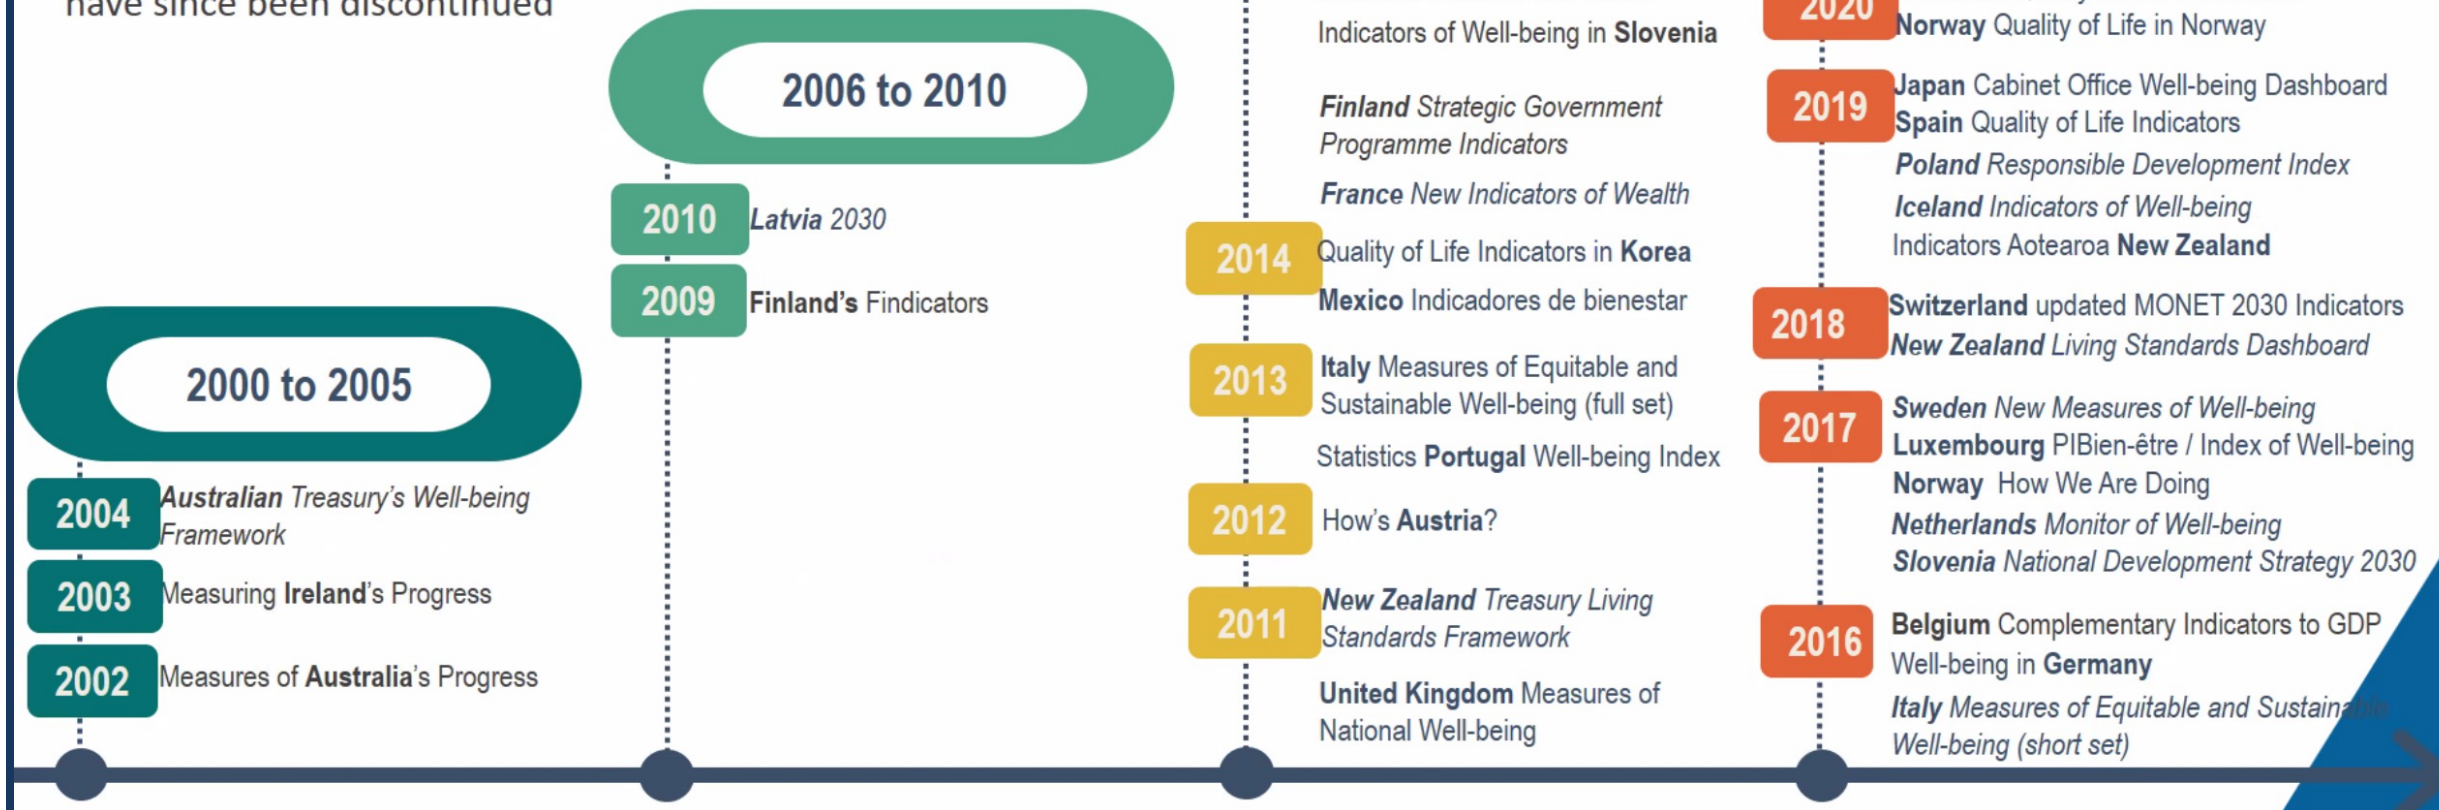 have since been discontinued
2000 to 2005
2004
Australian Treasury's Well-being
Framework
2003
Measuring Ireland's Progress
2002
Measures of Australia's Progress
2006 to 2010
2010
Latvia 2030
2009
Finland's Findicators
Indicators of Well-being in Slovenia
Finland Strategic Government
Programme Indicators
France New Indicators of Wealth
2014
Quality of Life Indicators in Korea
Mexico Indicadores de bienestar
2013
Italy Measures of Equitable and
Sustainable Well-being (full set)
Statistics Portugal Well-being Index
2012
How's Austria?
2011
New Zealand Treasury Living
Standards Framework
United Kingdom Measures of
National Well-being
2020
Norway Quality of Life in Norway
2019
Japan Cabinet Office Well-being Dashboard
Spain Quality of Life Indicators
Poland Responsible Development Index
Iceland Indicators of Well-being
Indicators Aotearoa New Zealand
2018
Switzerland updated MONET 2030 Indicators
New Zealand Living Standards Dashboard
2017
Sweden New Measures of Well-being
Luxembourg PIBien-être / Index of Well-being
Norway How We Are Doing
Netherlands Monitor of Well-being
Slovenia National Development Strategy 2030
2016
Belgium Complementary Indicators to GDP
Well-being in Germany
Italy Measures of Equitable and Sustainable
Well-being (short set)